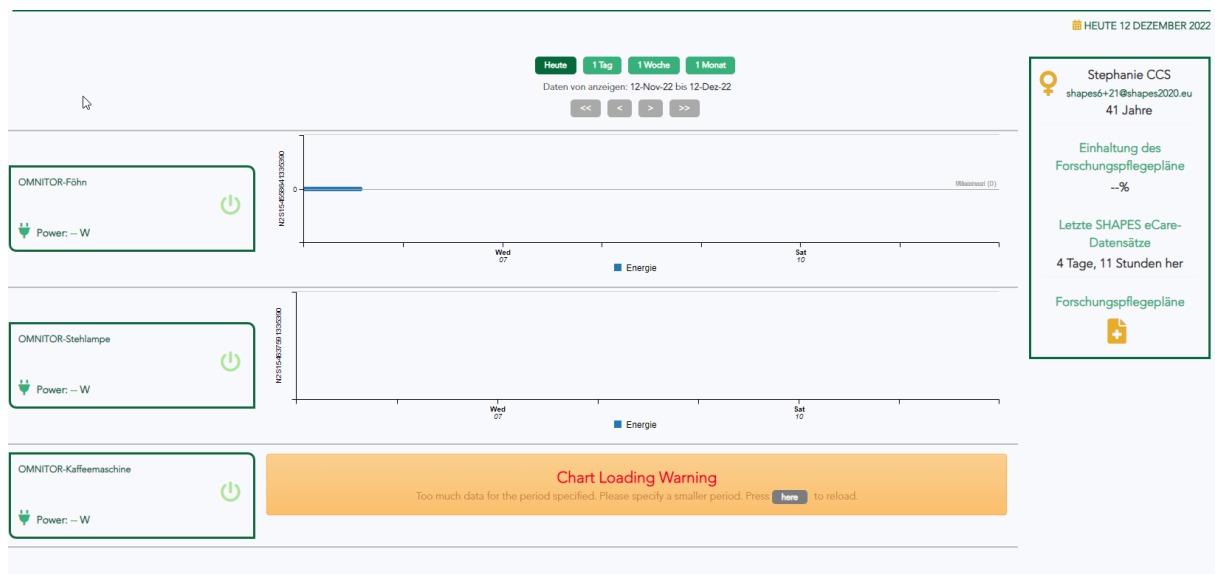 HEUTE 12 DEZEMBER 2022
Heute 1 Tag 1 Woche 1 Monat
Daten von anzeigen: 12-Nov-22 bis 12-Dez-22
<< < > >>
Stephanie CCS
shapes6+21@shapes2020.eu
41 Jahre
Einhaltung des
Forschungspflegepläne
--%
Letzte SHAPES eCare-
Datensätze
4 Tage, 11 Stunden her
Forschungspflegepläne
OMNITOR-Föhn
Power: -- W
0
(0)
Wed
07
Sat
10
Energie
OMNITOR-Stehlampe
Power: -- W
Wed
07
Sat
10
Energie
OMNITOR-Kaffeemaschine
Power: -- W
Chart Loading Warning
Too much data for the period specified. Please specify a smaller period. Press here to reload.